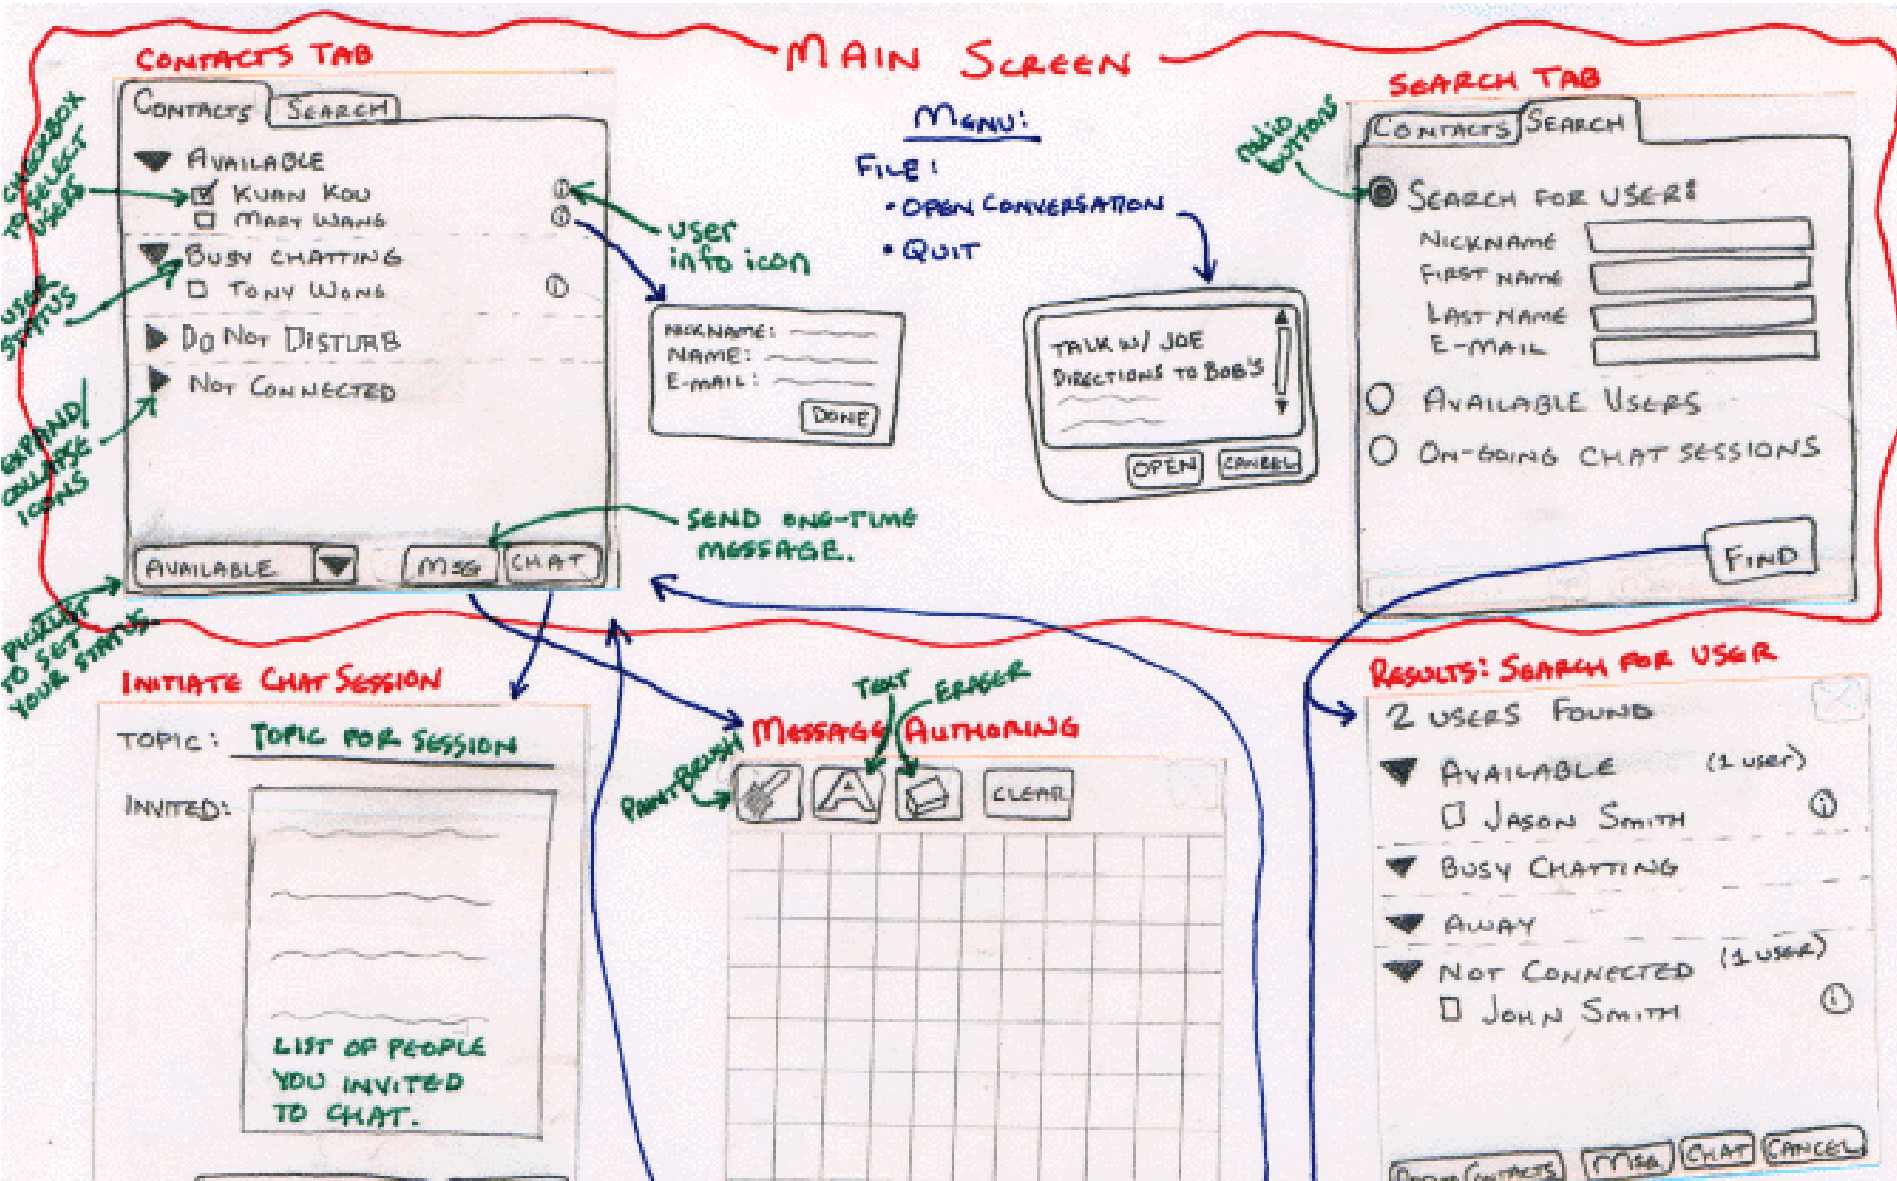 MAIN SCREEN
CONTACTS TAB
CONTACTS
SEARCH
AVAILABLE
KUAN KOU
MARY WANG
BUSY CHATTING
TONY WONG
DO NOT DISTURB
NOT CONNECTED
AVAILABLE
MSG
CHAT
CHECKBOX
TO SELECT
USERS
USER
STATUS
EXPAND/
COLLAPSE
ICONS
PICKLIST
TO SET
YOUR STATUS
user
info icon
SEND ONE-TIME
MESSAGE.
MENU:
FILE:
• OPEN CONVERSATION
• QUIT
NICKNAME:
NAME:
E-MAIL:
DONE
TALK W/ JOE
DIRECTIONS TO BOB'S
OPEN
CANCEL
SEARCH TAB
radio
buttons
CONTACTS
SEARCH
SEARCH FOR USER:
NICKNAME
FIRST NAME
LAST NAME
E-MAIL
AVAILABLE USERS
ON-GOING CHAT SESSIONS
FIND
INITIATE CHAT SESSION
TOPIC: TOPIC FOR SESSION
INVITED:
LIST OF PEOPLE
YOU INVITED
TO CHAT.
TEXT
ERASER
PAINTBRUSH
MESSAGE AUTHORING
A
CLEAR
RESULTS: SEARCH FOR USER
2 USERS FOUND
AVAILABLE (1 user)
JASON SMITH
BUSY CHATTING
AWAY
NOT CONNECTED (1 user)
JOHN SMITH
CONTACTS
MSG
CHAT
CANCEL